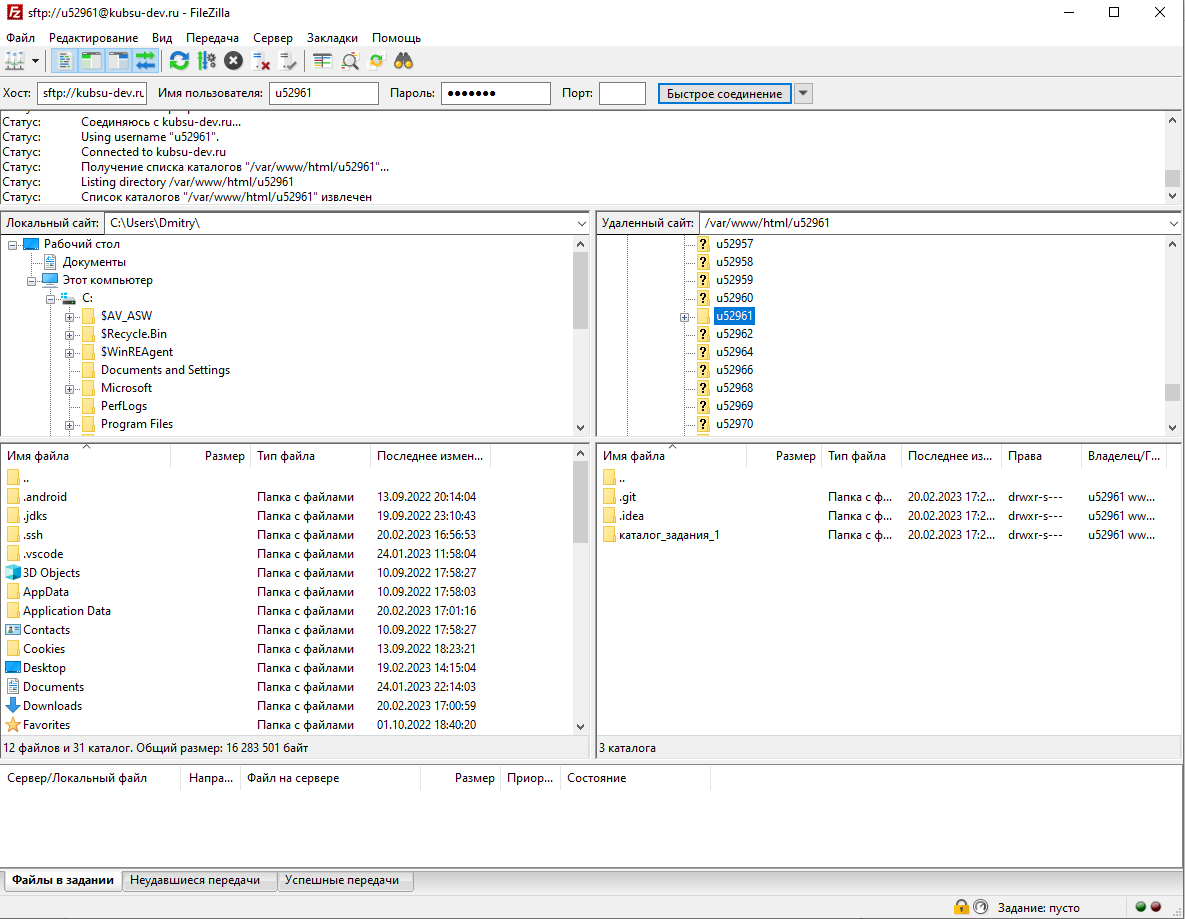 sftp://u52961@kubsu-dev.ru - FileZilla
Файл Редактирование Вид Передача Сервер Закладки Помощь
Хост: sftp://kubsu-dev.ru Имя пользователя: u52961 Пароль: ●●●●●●● Порт: Быстрое соединение
Статус: Соединяюсь с kubsu-dev.ru...
Статус: Using username "u52961".
Статус: Connected to kubsu-dev.ru
Статус: Получение списка каталогов "/var/www/html/u52961"...
Статус: Listing directory /var/www/html/u52961
Статус: Список каталогов "/var/www/html/u52961" извлечен
Локальный сайт: C:\Users\Dmitry\
Рабочий стол
Документы
Этот компьютер
C:
$AV_ASW
$Recycle.Bin
$WinREAgent
Documents and Settings
Microsoft
PerfLogs
Program Files
Удаленный сайт: /var/www/html/u52961
u52957
u52958
u52959
u52960
u52961
u52962
u52964
u52966
u52968
u52969
u52970
Имя файла Размер Тип файла Последнее измен...
..
.android Папка с файлами 13.09.2022 20:14:04
.jdks Папка с файлами 19.09.2022 23:10:43
.ssh Папка с файлами 20.02.2023 16:56:53
.vscode Папка с файлами 24.01.2023 11:58:04
3D Objects Папка с файлами 10.09.2022 17:58:27
AppData Папка с файлами 10.09.2022 17:58:03
Application Data Папка с файлами 20.02.2023 17:01:16
Contacts Папка с файлами 10.09.2022 17:58:27
Cookies Папка с файлами 13.09.2022 18:23:21
Desktop Папка с файлами 19.02.2023 14:15:04
Documents Папка с файлами 24.01.2023 22:14:03
Downloads Папка с файлами 20.02.2023 17:00:59
Favorites Папка с файлами 01.10.2022 18:40:20
12 файлов и 31 каталог. Общий размер: 16 283 501 байт
Имя файла Размер Тип файла Последнее из... Права Владелец/Г...
..
.git Папка с ф... 20.02.2023 17:2... drwxr-s--- u52961 ww...
.idea Папка с ф... 20.02.2023 17:2... drwxr-s--- u52961 ww...
каталог_задания_1 Папка с ф... 20.02.2023 17:2... drwxr-s--- u52961 ww...
3 каталога
Сервер/Локальный файл Напра... Файл на сервере Размер Приор... Состояние
Файлы в задании Неудавшиеся передачи Успешные передачи
Задание: пусто